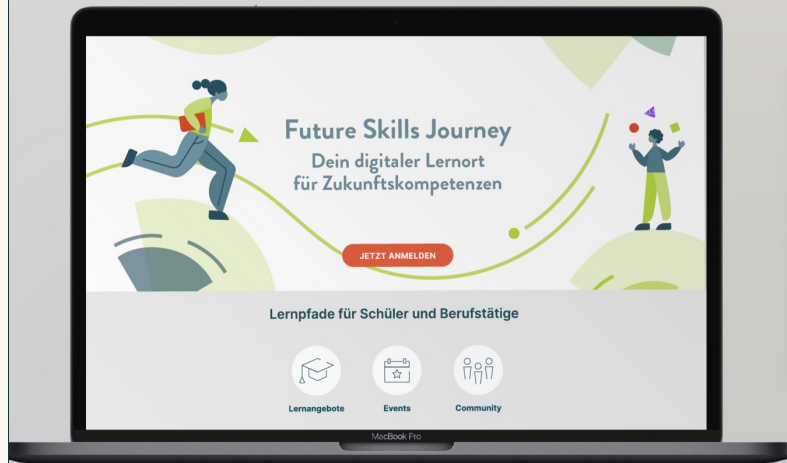 Future Skills Journey
Dein digitaler Lernort
für Zukunftskompetenzen
JETZT ANMELDEN
Lernpfade für Schüler und Berufstätige
Lernangebote Events Community
MacBook Pro